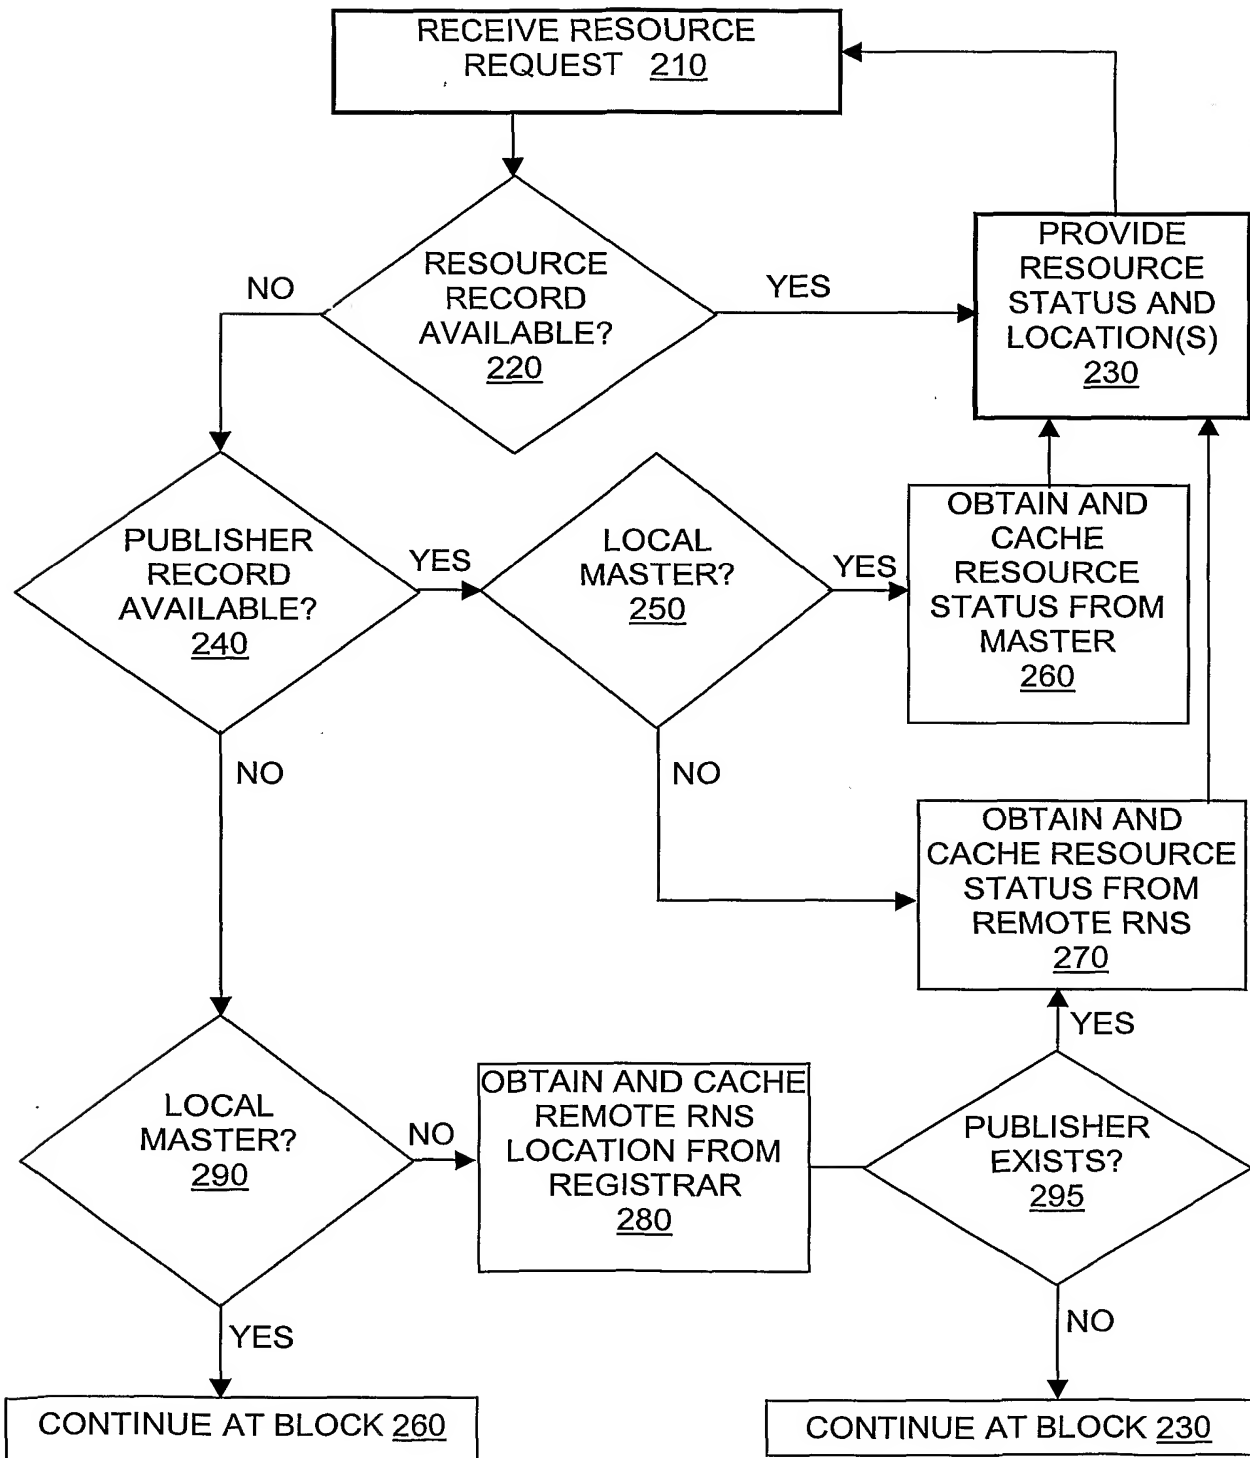 RECEIVE RESOURCE
REQUEST 210
RESOURCE
RECORD
AVAILABLE?
220
NO
YES
PROVIDE
RESOURCE
STATUS AND
LOCATION(S)
230
PUBLISHER
RECORD
AVAILABLE?
240
YES
NO
LOCAL
MASTER?
250
YES
NO
OBTAIN AND
CACHE
RESOURCE
STATUS FROM
MASTER
260
OBTAIN AND
CACHE RESOURCE
STATUS FROM
REMOTE RNS
270
LOCAL
MASTER?
290
NO
YES
OBTAIN AND CACHE
REMOTE RNS
LOCATION FROM
REGISTRAR
280
PUBLISHER
EXISTS?
295
YES
NO
CONTINUE AT BLOCK 260
CONTINUE AT BLOCK 230